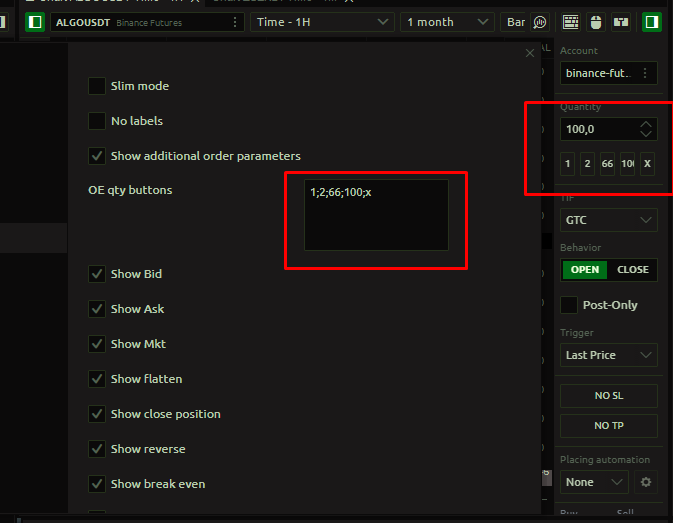 ALGOUSDT Binance Futures
Time - 1H
1 month
Bar
Slim mode
No labels
Show additional order parameters
OE qty buttons
1;2;66;100;x
Show Bid
Show Ask
Show Mkt
Show flatten
Show close position
Show reverse
Show break even
Account
binance-fut...
Quantity
100,0
1 2 66 100 X
TIF
GTC
Behavior
OPEN CLOSE
Post-Only
Trigger
Last Price
NO SL
NO TP
Placing automation
None
Buy Sell